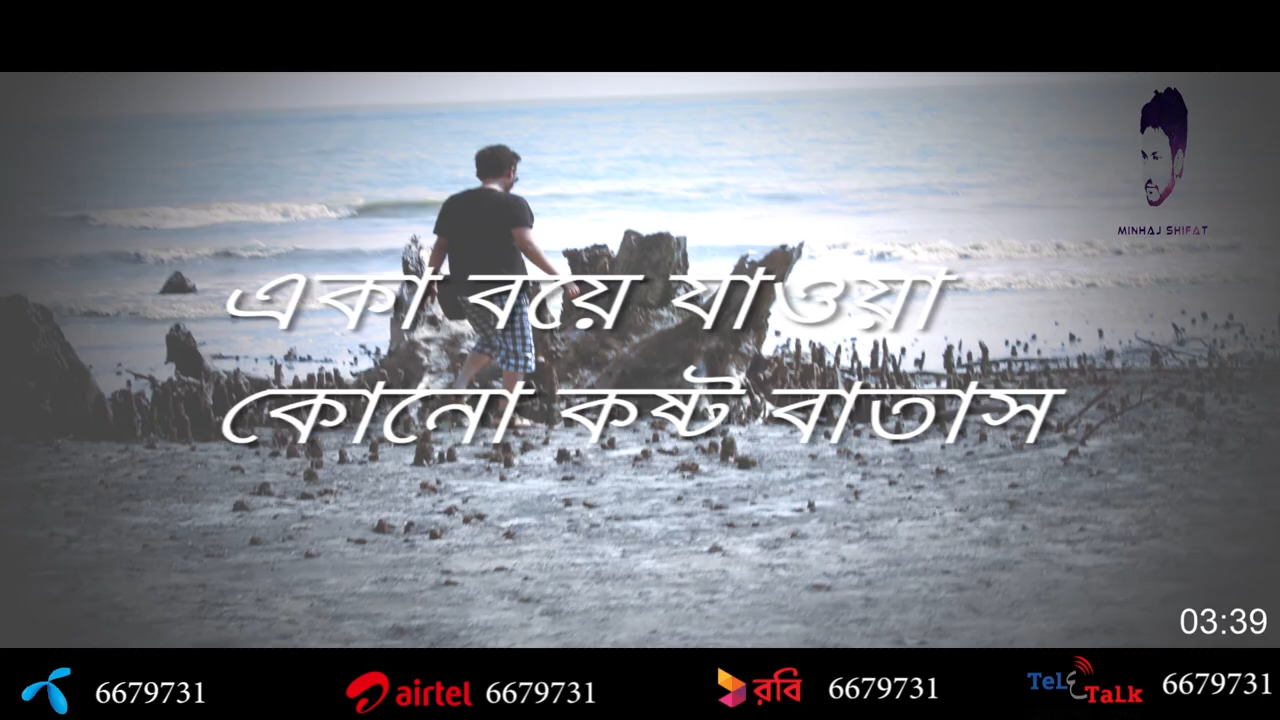 MINHAJ SHIFAT
একা বয়ে যাওয়া
কোনো কষ্ট বাতাস
03:39
6679731 airtel 6679731 রবি 6679731 TeleTalk 6679731